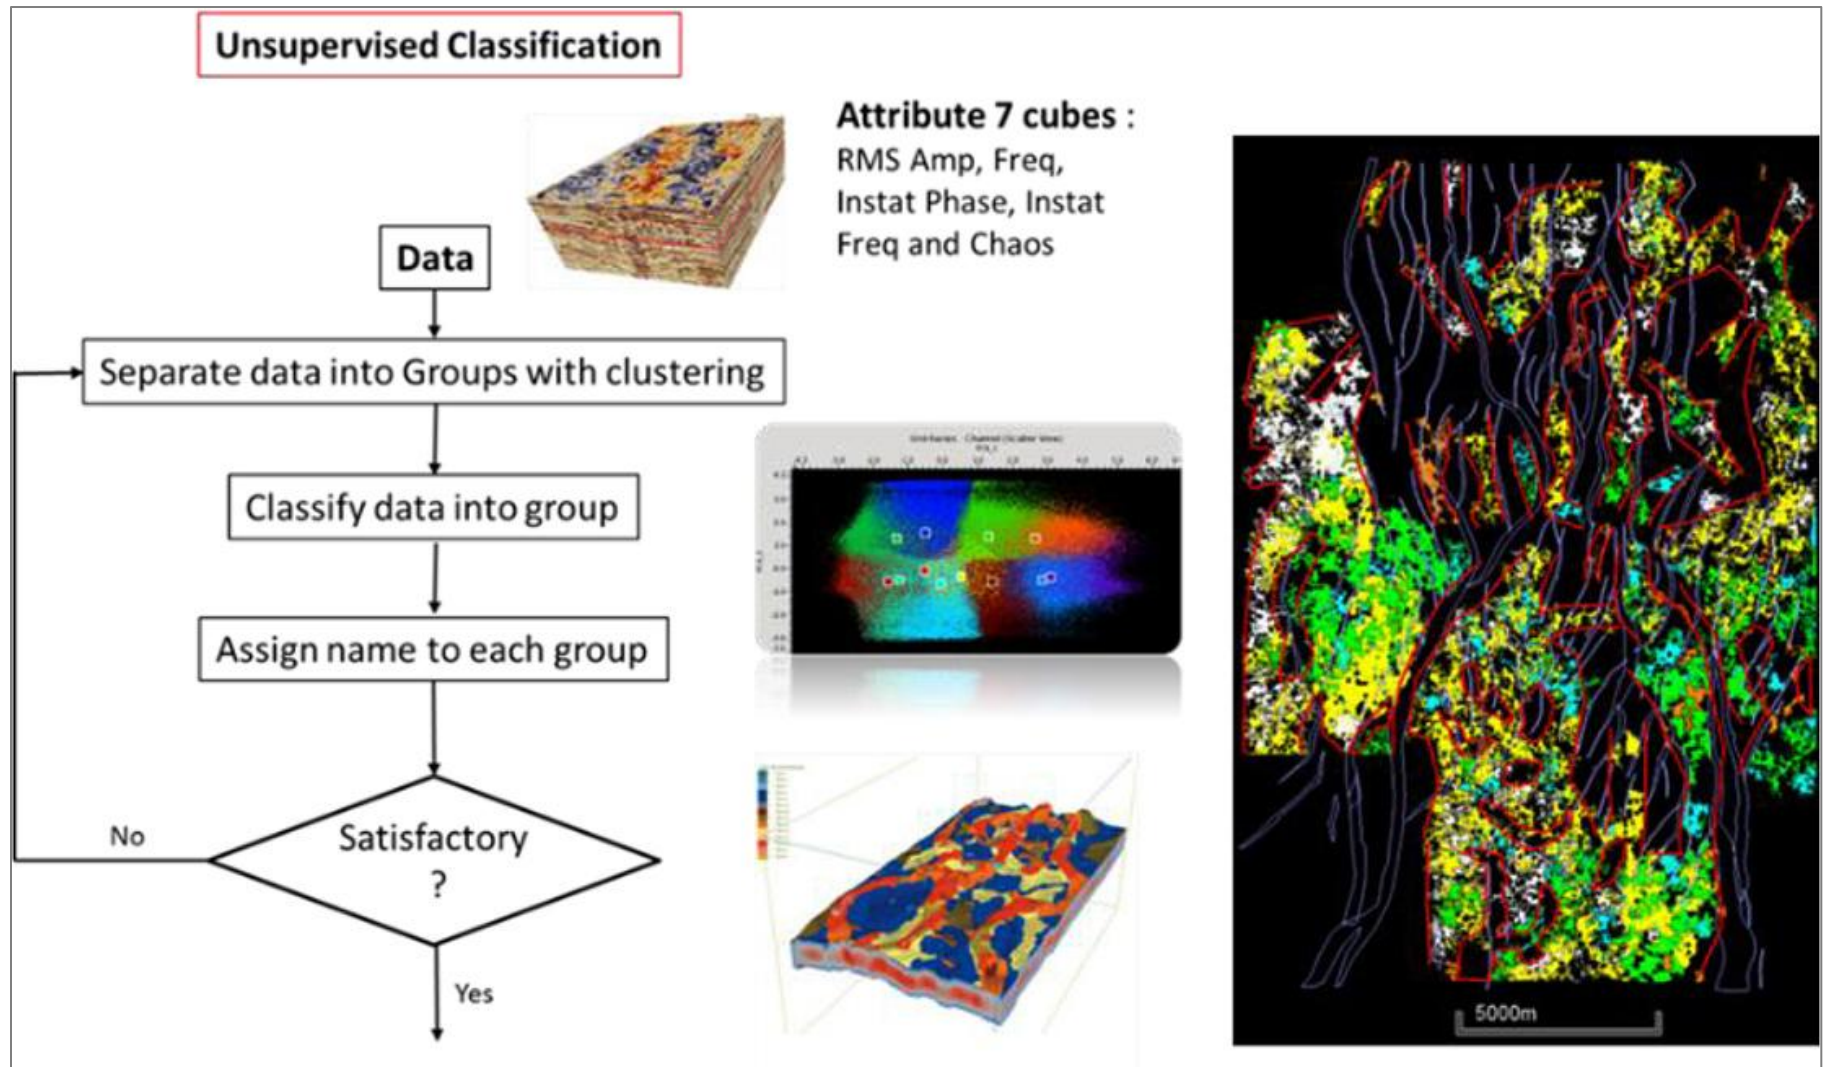 Unsupervised Classification
Attribute 7 cubes :
RMS Amp, Freq,
Instat Phase, Instat
Freq and Chaos
Data
Separate data into Groups with clustering
Classify data into group
Assign name to each group
Satisfactory
?
No
Yes
5000m